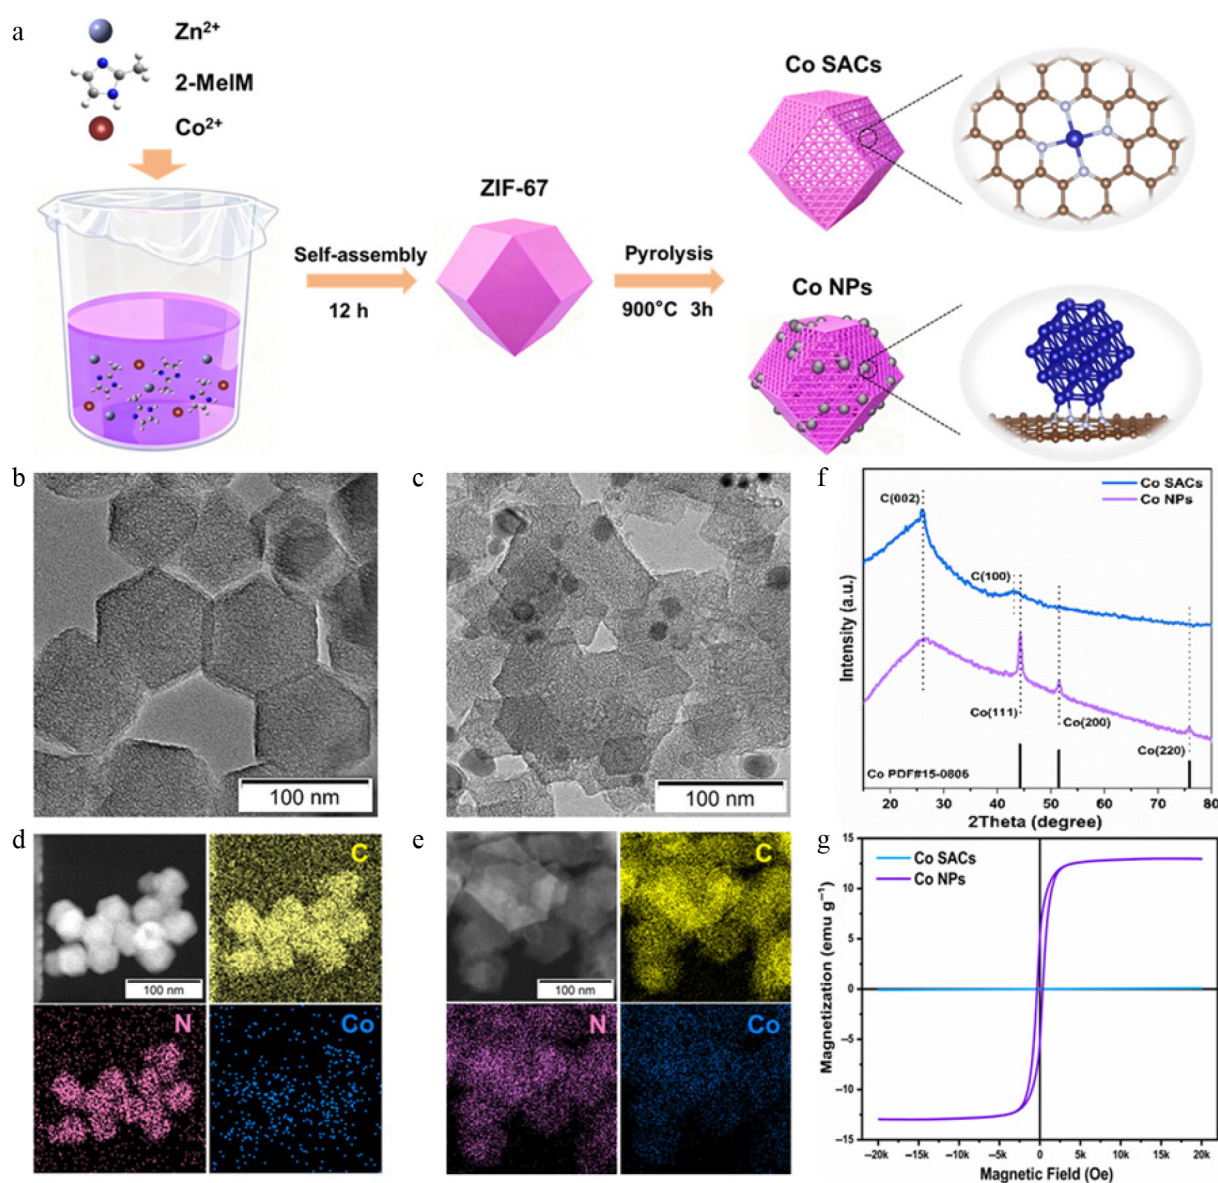 a
Zn²⁺
2-MeIM
Co²⁺
Self-assembly
12 h
ZIF-67
Pyrolysis
900°C 3h
Co SACs
Co NPs
b
100 nm
c
100 nm
f
Co SACs
Co NPs
C(002)
C(100)
Co(111)
Co(200)
Co(220)
Co PDF#15-0806
Intensity (a.u.)
20 30 40 50 60 70 80
2Theta (degree)
d
100 nm
C
N
Co
e
100 nm
C
N
Co
g
Co SACs
Co NPs
Magnetization (emu g⁻¹)
15
10
5
0
−5
−10
−15
−20k −15k −10k −5k 0 5k 10k 15k 20k
Magnetic Field (Oe)